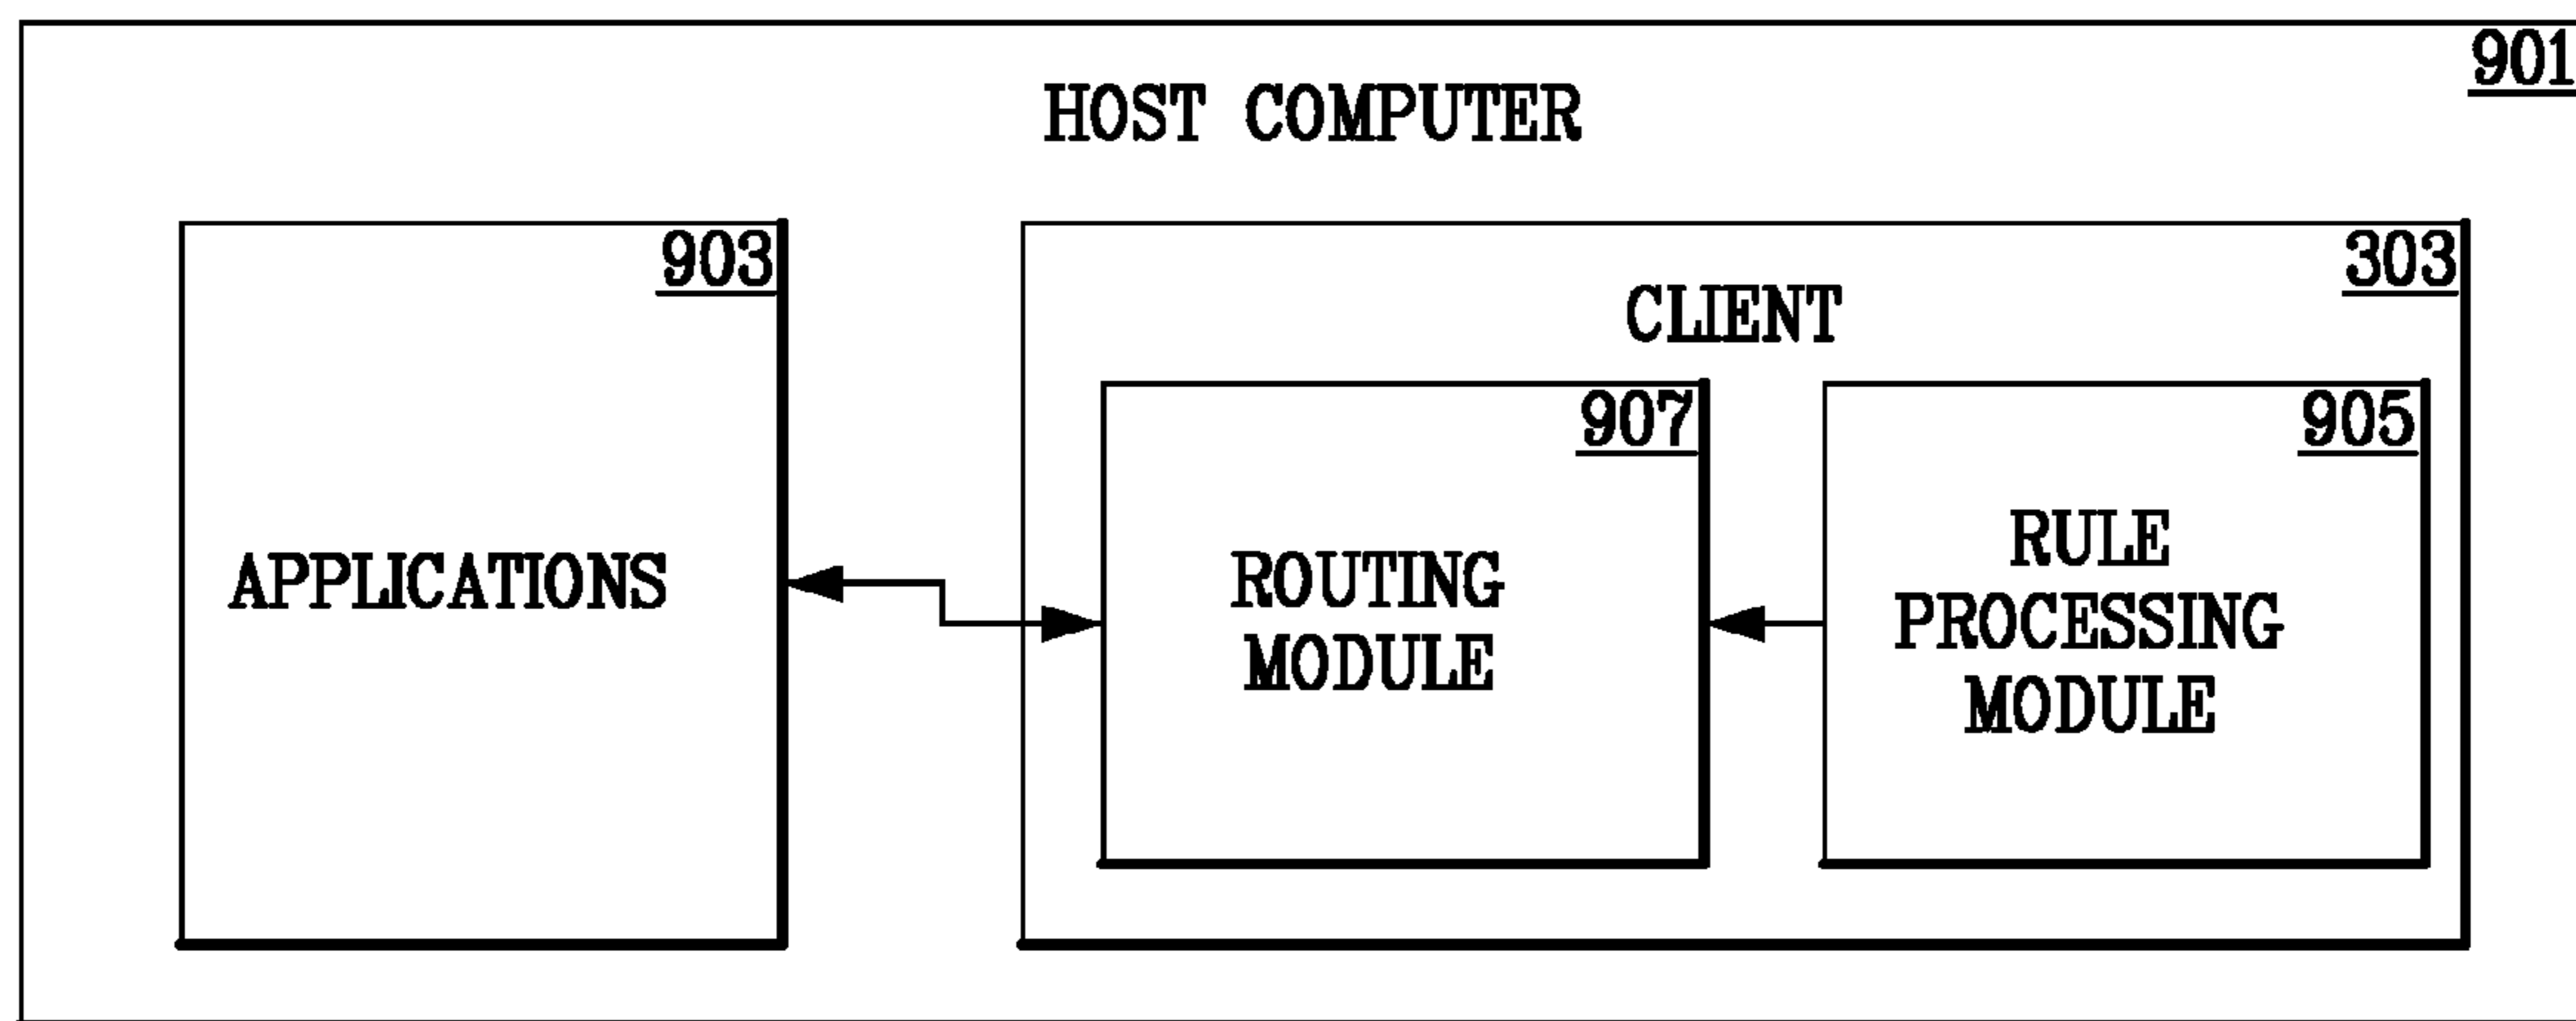 901
HOST COMPUTER
903
APPLICATIONS
303
CLIENT
907
ROUTING
MODULE
905
RULE
PROCESSING
MODULE